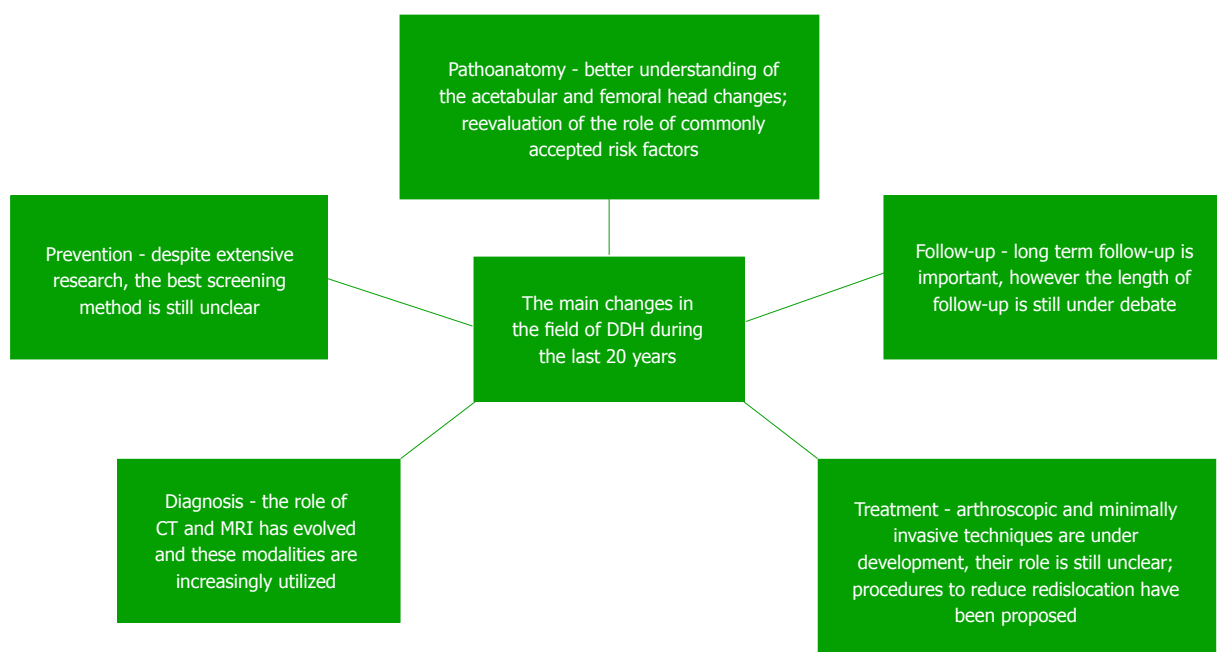 Pathoanatomy - better understanding of
the acetabular and femoral head changes;
reevaluation of the role of commonly
accepted risk factors
Prevention - despite extensive
research, the best screening
method is still unclear
Follow-up - long term follow-up is
important, however the length of
follow-up is still under debate
The main changes in
the field of DDH during
the last 20 years
Diagnosis - the role of
CT and MRI has evolved
and these modalities are
increasingly utilized
Treatment - arthroscopic and minimally
invasive techniques are under
development, their role is still unclear;
procedures to reduce redislocation have
been proposed